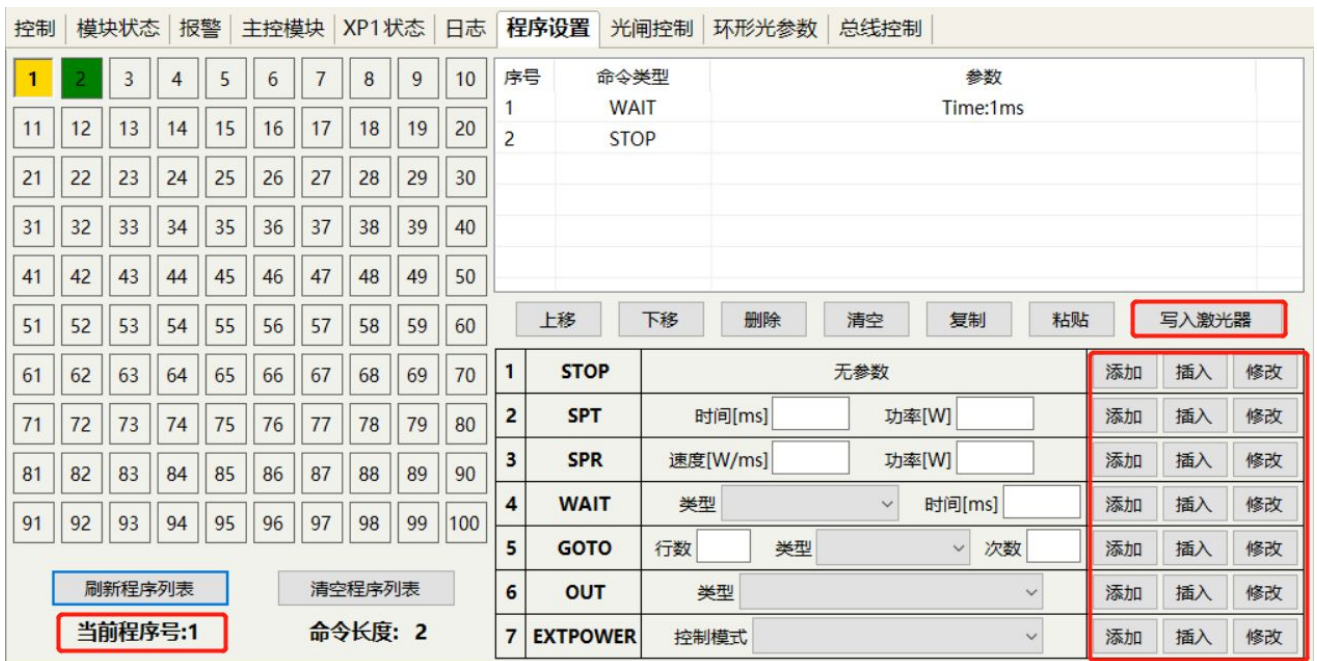 控制 模块状态 报警 主控模块 XP1状态 日志 程序设置 光闸控制 环形光参数 总线控制
1 2 3 4 5 6 7 8 9 10
11 12 13 14 15 16 17 18 19 20
21 22 23 24 25 26 27 28 29 30
31 32 33 34 35 36 37 38 39 40
41 42 43 44 45 46 47 48 49 50
51 52 53 54 55 56 57 58 59 60
61 62 63 64 65 66 67 68 69 70
71 72 73 74 75 76 77 78 79 80
81 82 83 84 85 86 87 88 89 90
91 92 93 94 95 96 97 98 99 100
刷新程序列表 清空程序列表
当前程序号:1 命令长度: 2
序号 命令类型 参数
1 WAIT Time:1ms
2 STOP
上移 下移 删除 清空 复制 粘贴 写入激光器
1 STOP 无参数 添加 插入 修改
2 SPT 时间[ms] 功率[W] 添加 插入 修改
3 SPR 速度[W/ms] 功率[W] 添加 插入 修改
4 WAIT 类型 时间[ms] 添加 插入 修改
5 GOTO 行数 类型 次数 添加 插入 修改
6 OUT 类型 添加 插入 修改
7 EXTPOWER 控制模式 添加 插入 修改